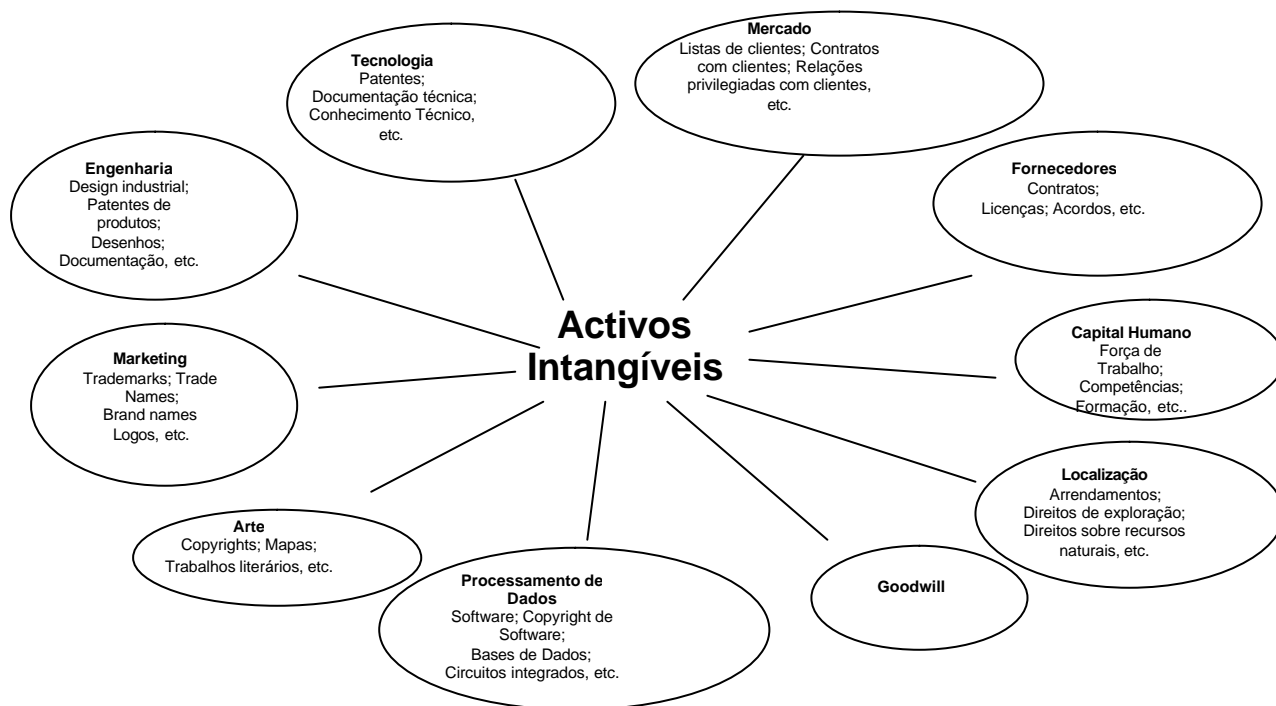 Mercado
Listas de clientes; Contratos
com clientes; Relações
privilegiadas com clientes,
etc.
Tecnologia
Patentes;
Documentação técnica;
Conhecimento Técnico,
etc.
Engenharia
Design industrial;
Patentes de
produtos;
Desenhos;
Documentação, etc.
Fornecedores
Contratos;
Licenças; Acordos, etc.
Activos
Intangíveis
Capital Humano
Força de
Trabalho;
Competências;
Formação, etc..
Marketing
Trademarks; Trade
Names;
Brand names
Logos, etc.
Localização
Arrendamentos;
Direitos de exploração;
Direitos sobre recursos
naturais, etc.
Arte
Copyrights; Mapas;
Trabalhos literários, etc.
Processamento de
Dados
Software; Copyright de
Software;
Bases de Dados;
Circuitos integrados, etc.
Goodwill